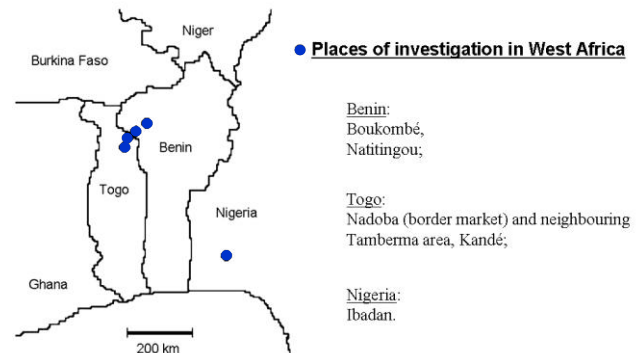 Niger
Burkina Faso
Benin
Togo
Nigeria
Ghana
200 km
Places of investigation in West Africa
Benin:
Boukombé,
Natitingou;
Togo:
Nadoba (border market) and neighbouring
Tamberma area, Kandé;
Nigeria:
Ibadan.